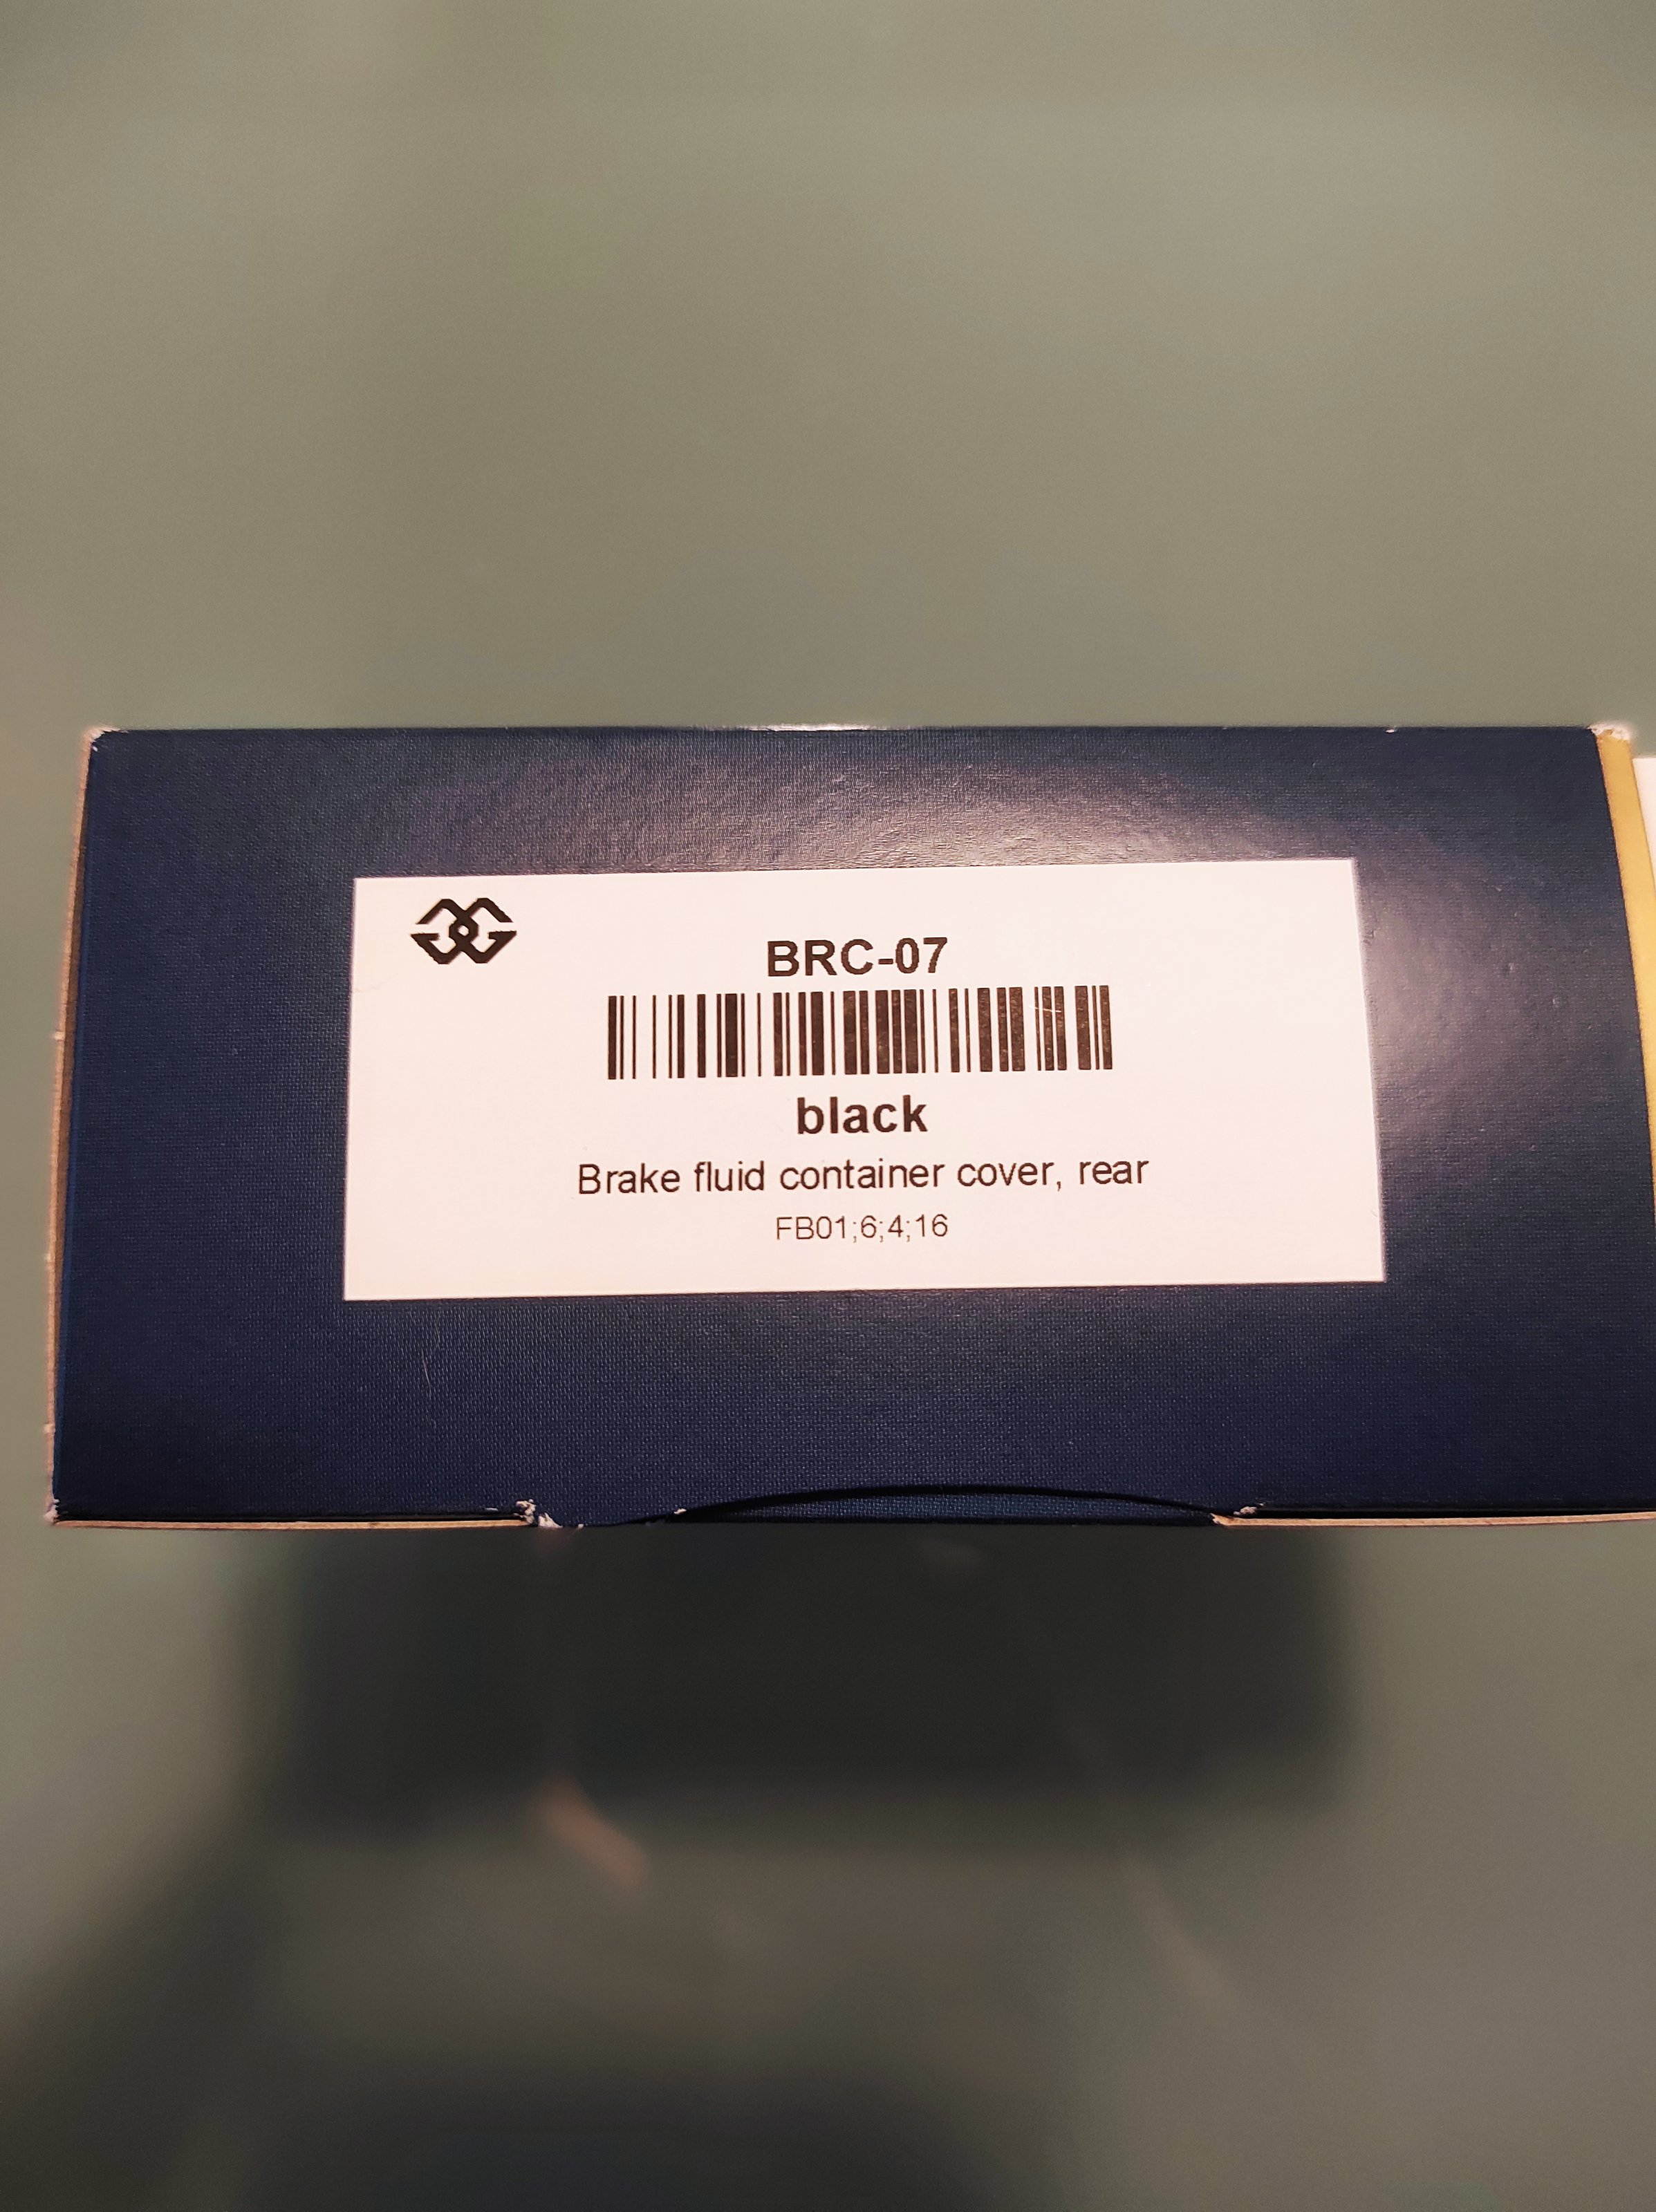 BRC-07
black
Brake fluid container cover, rear
FB01;6;4;16